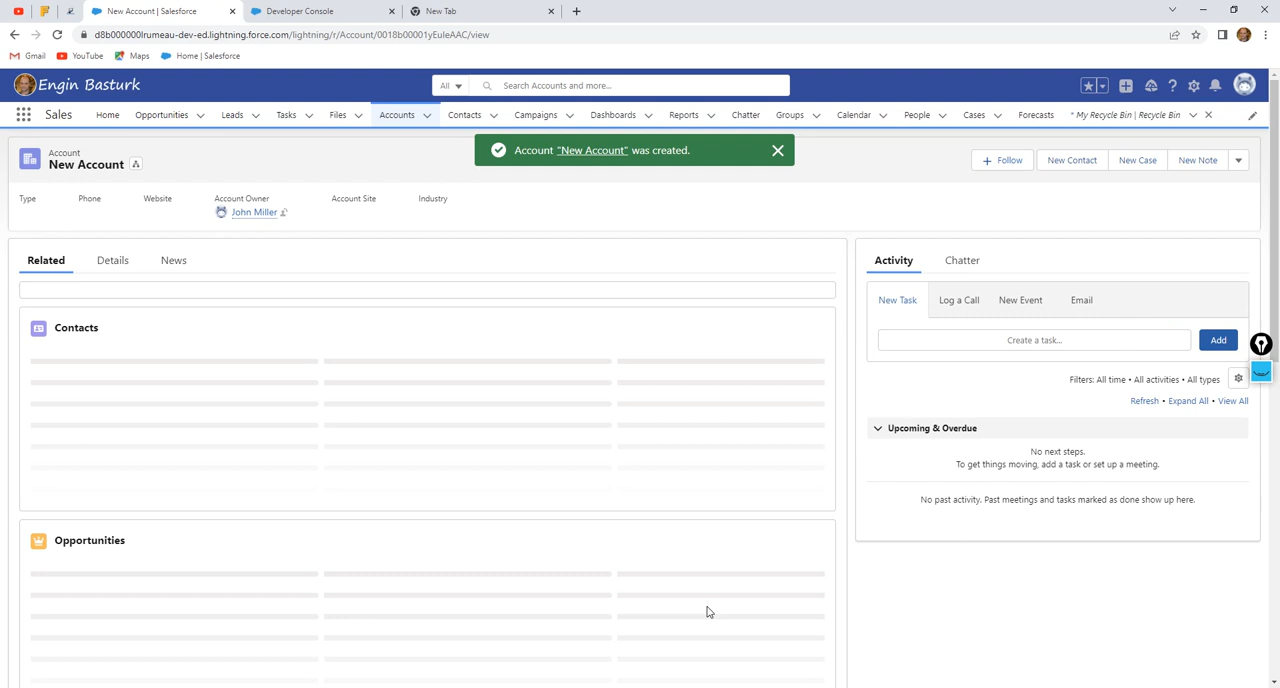 New Account | Salesforce
Developer Console
New Tab
d8b000000lrumeau-dev-ed.lightning.force.com/lightning/r/Account/0018b00001yEuleAAC/view
Gmail YouTube Maps Home | Salesforce
Engin Basturk
All Search Accounts and more...
Sales Home Opportunities Leads Tasks Files Accounts Contacts Campaigns Dashboards Reports Chatter Groups Calendar People Cases Forecasts * My Recycle Bin | Recycle Bin
Account "New Account" was created.
Account
New Account
Follow New Contact New Case New Note
Type Phone Website Account Owner Account Site Industry
John Miller
Related Details News
Contacts
Opportunities
Activity Chatter
New Task Log a Call New Event Email
Create a task... Add
Filters: All time • All activities • All types
Refresh • Expand All • View All
Upcoming & Overdue
No next steps.
To get things moving, add a task or set up a meeting.
No past activity. Past meetings and tasks marked as done show up here.